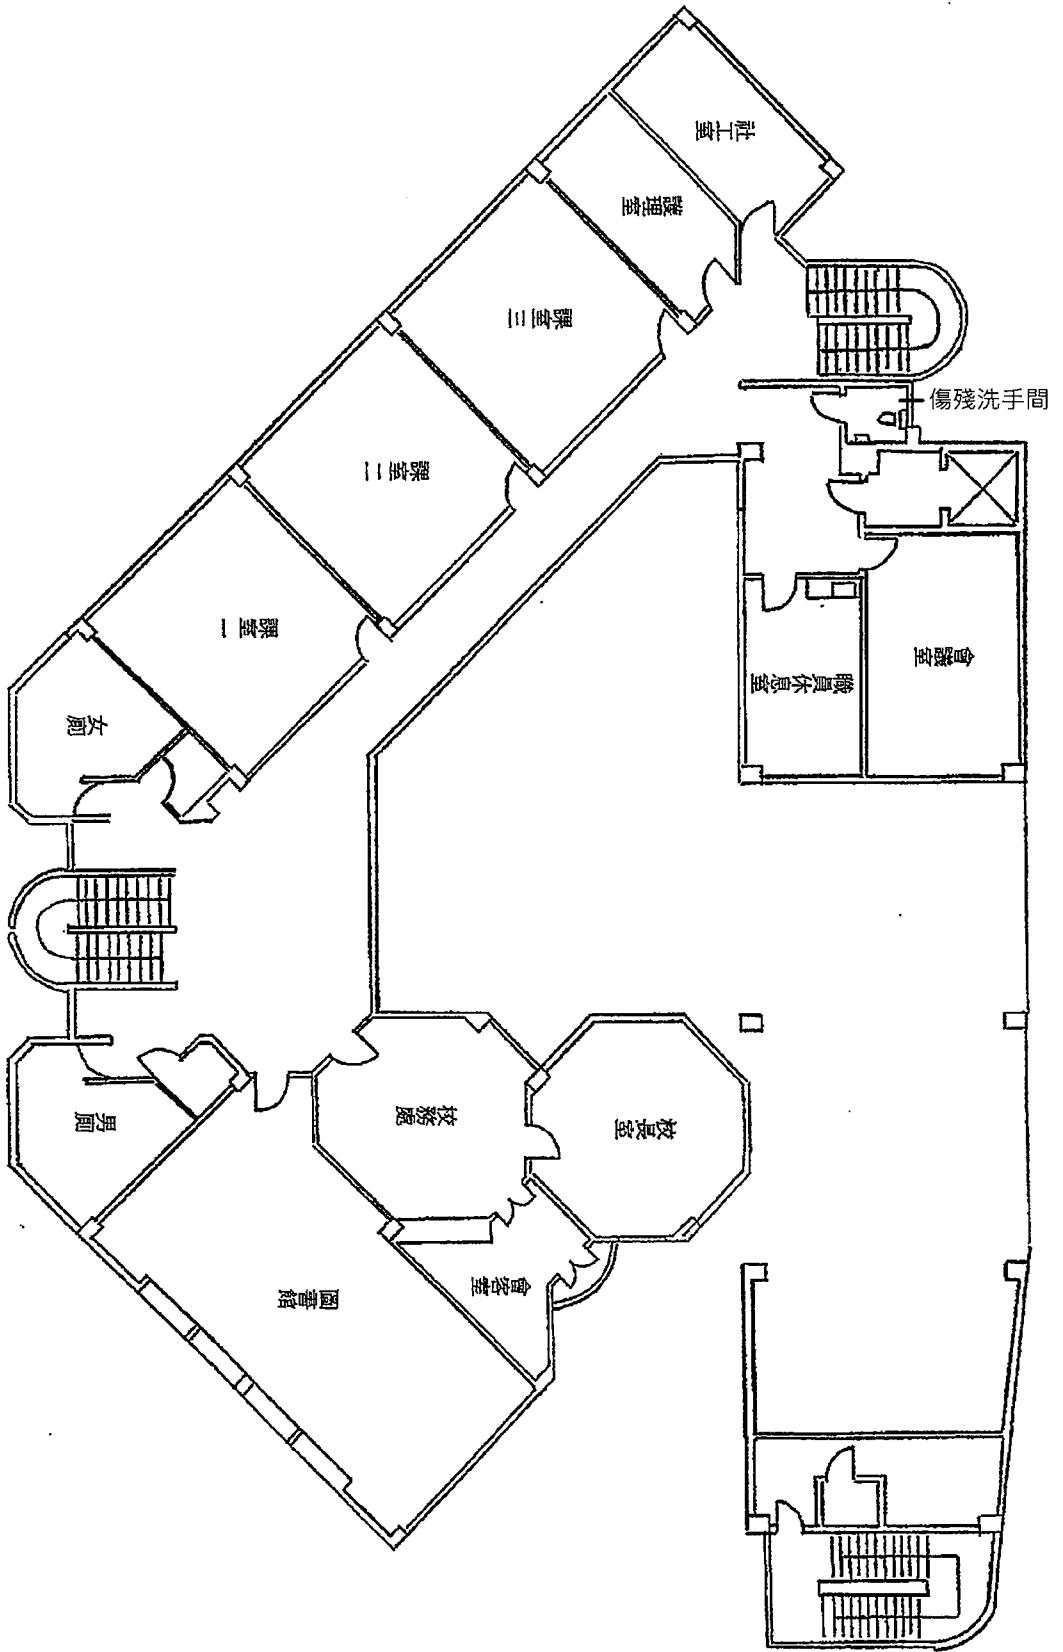 社工室
護理室
課室三
傷殘洗手間
課室二
課室一
會議室
職員休息室
女廁
校務處
校長室
男廁
會客室
圖書館